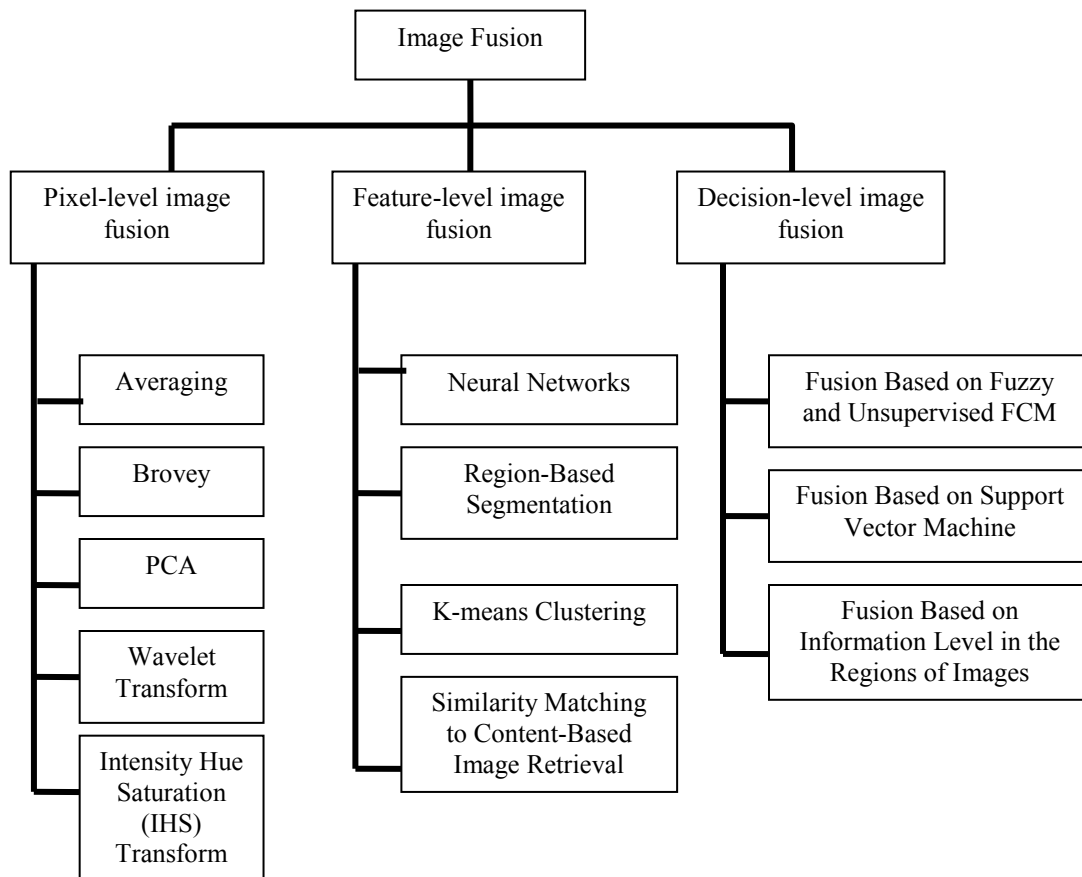 Image Fusion
Pixel-level image
fusion
Feature-level image
fusion
Decision-level image
fusion
Averaging
Brovey
PCA
Wavelet
Transform
Intensity Hue
Saturation
(IHS)
Transform
Neural Networks
Region-Based
Segmentation
K-means Clustering
Similarity Matching
to Content-Based
Image Retrieval
Fusion Based on Fuzzy
and Unsupervised FCM
Fusion Based on Support
Vector Machine
Fusion Based on
Information Level in the
Regions of Images